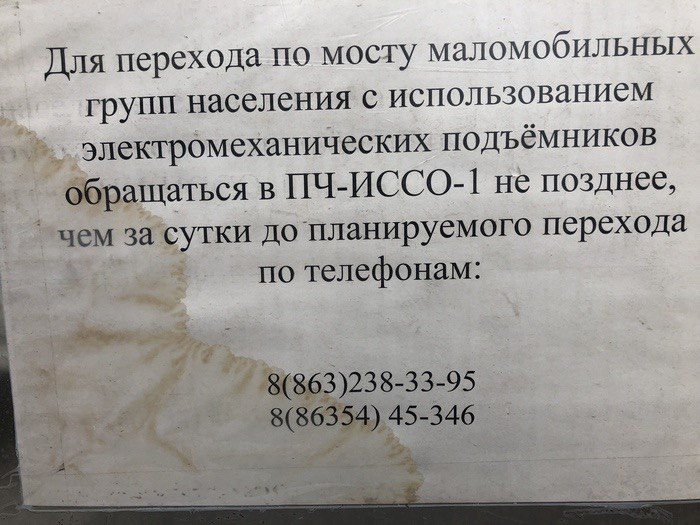 Для перехода по мосту маломобильных
групп населения с использованием
электромеханических подъёмников
обращаться в ПЧ-ИССО-1 не позднее,
чем за сутки до планируемого перехода
по телефонам:
8(863)238-33-95
8(86354) 45-346